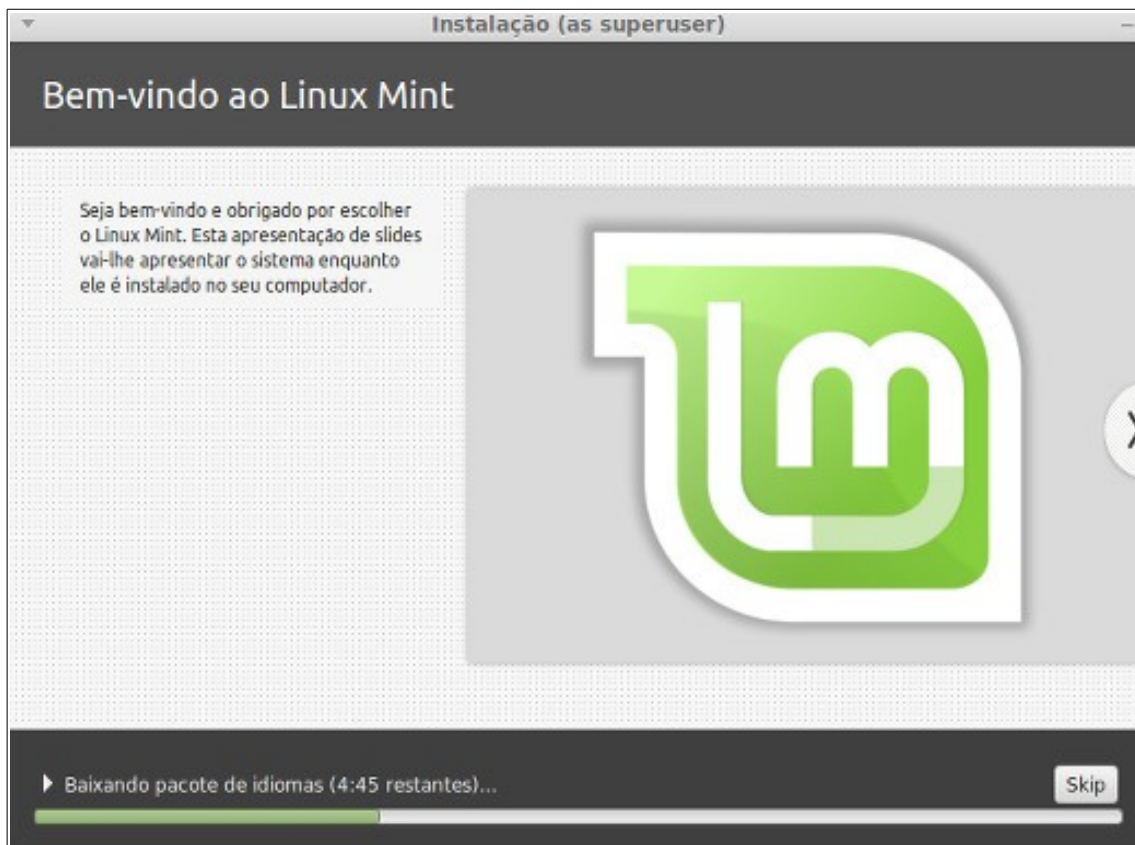 Instalação (as superuser)
Bem-vindo ao Linux Mint
Seja bem-vindo e obrigado por escolher
o Linux Mint. Esta apresentação de slides
vai-lhe apresentar o sistema enquanto
ele é instalado no seu computador.
lm
Baixando pacote de idiomas (4:45 restantes)...
Skip